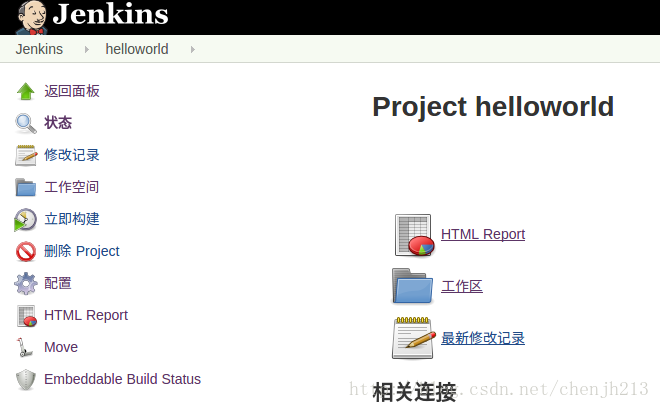 Jenkins
Jenkins helloworld
返回面板
状态
修改记录
工作空间
立即构建
删除 Project
配置
HTML Report
Move
Embeddable Build Status
Project helloworld
HTML Report
工作区
最新修改记录
相关连接
csdn.net/chenjh213